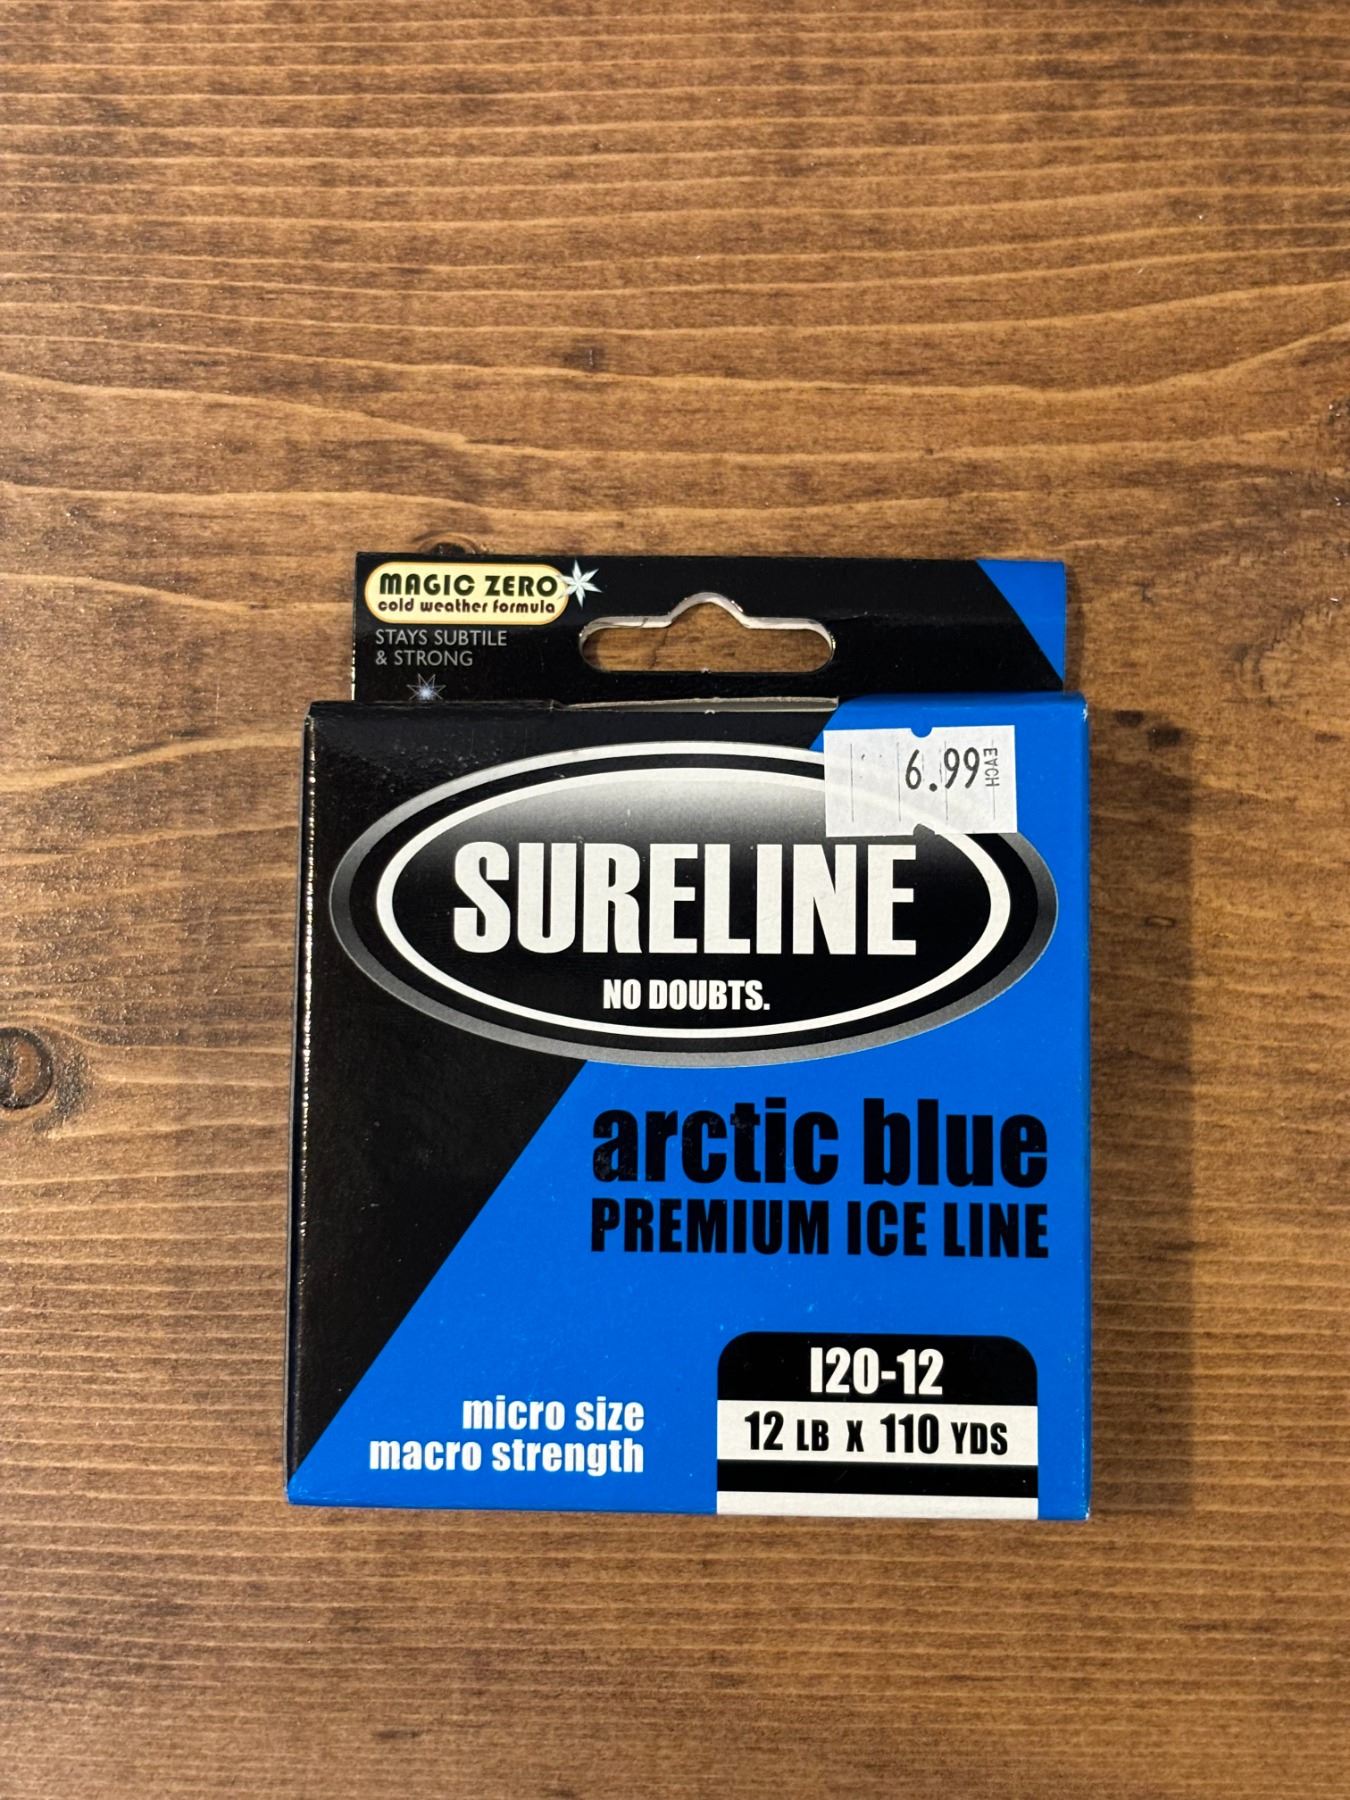 MAGIC ZERO
cold weather formula
STAYS SUBTILE
& STRONG
6.99 EACH
SURELINE
NO DOUBTS.
arctic blue
PREMIUM ICE LINE
I20-12
12 LB X 110 YDS
micro size
macro strength